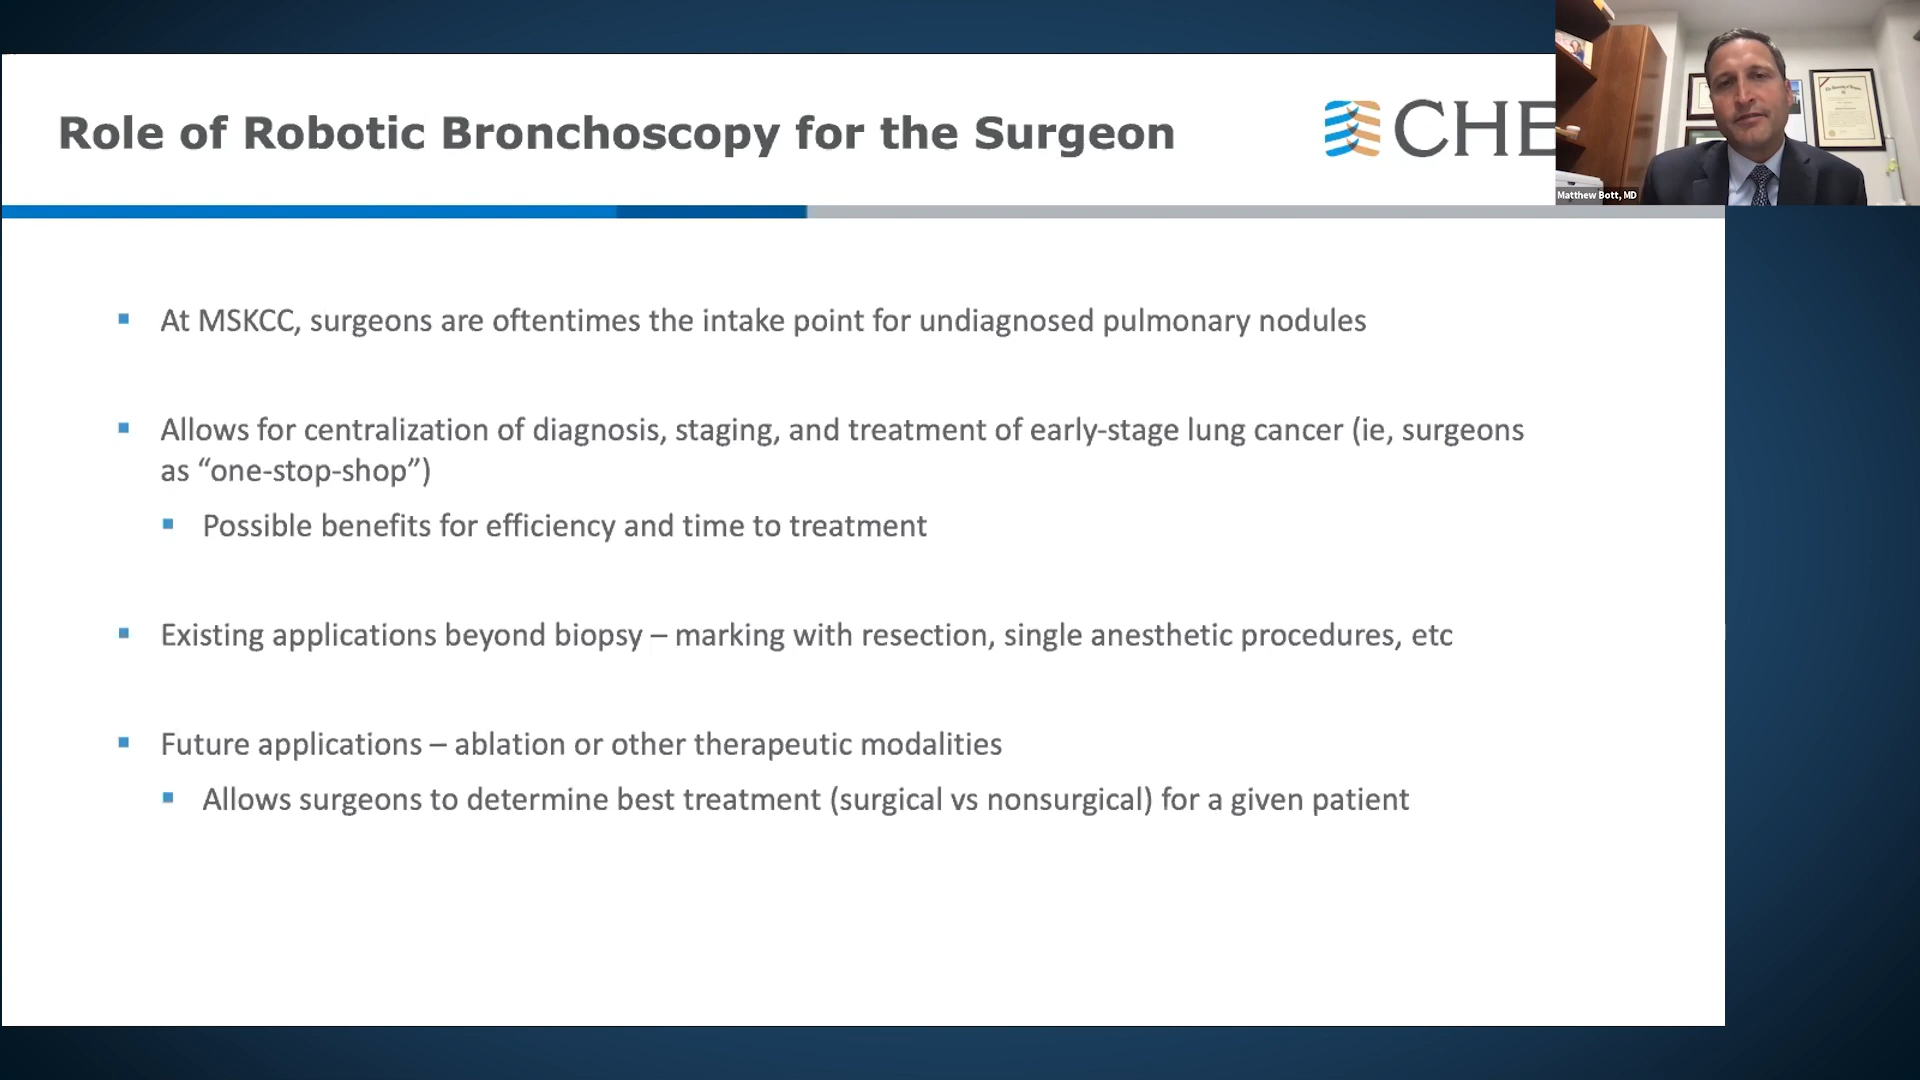 Role of Robotic Bronchoscopy for the Surgeon
CHE
Matthew Bott, MD
At MSKCC, surgeons are oftentimes the intake point for undiagnosed pulmonary nodules
Allows for centralization of diagnosis, staging, and treatment of early-stage lung cancer (ie, surgeons
as “one-stop-shop”)
Possible benefits for efficiency and time to treatment
Existing applications beyond biopsy – marking with resection, single anesthetic procedures, etc
Future applications – ablation or other therapeutic modalities
Allows surgeons to determine best treatment (surgical vs nonsurgical) for a given patient